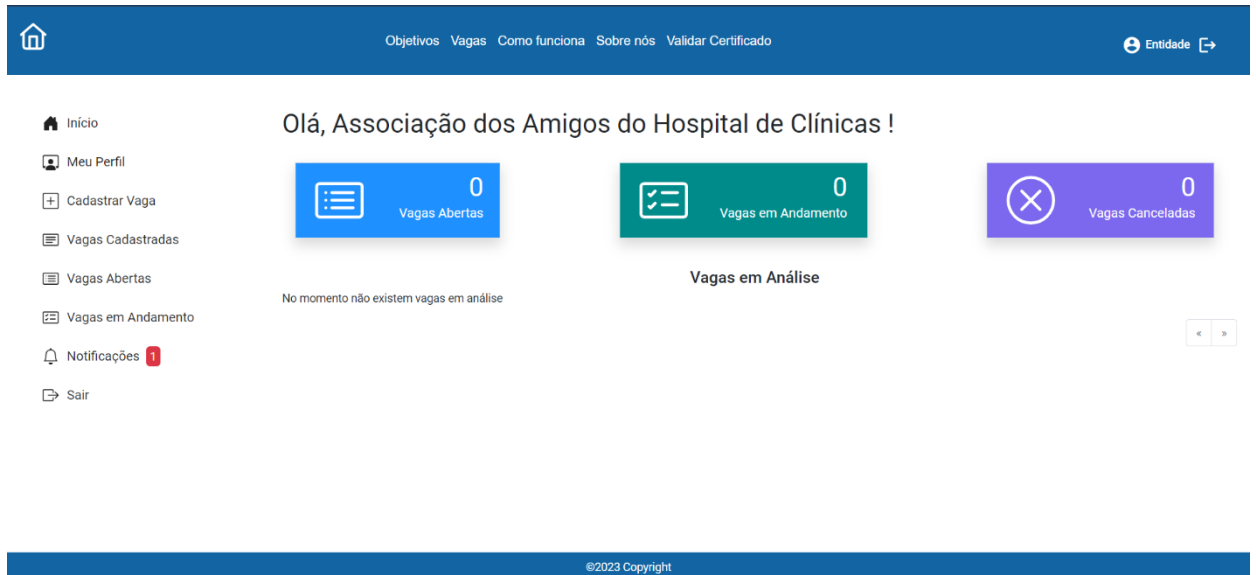 Objetivos Vagas Como funciona Sobre nós Validar Certificado
Entidade
Início
Meu Perfil
Cadastrar Vaga
Vagas Cadastradas
Vagas Abertas
Vagas em Andamento
Notificações 1
Sair
Olá, Associação dos Amigos do Hospital de Clínicas !
0
Vagas Abertas
0
Vagas em Andamento
0
Vagas Canceladas
Vagas em Análise
No momento não existem vagas em análise
« »
©2023 Copyright